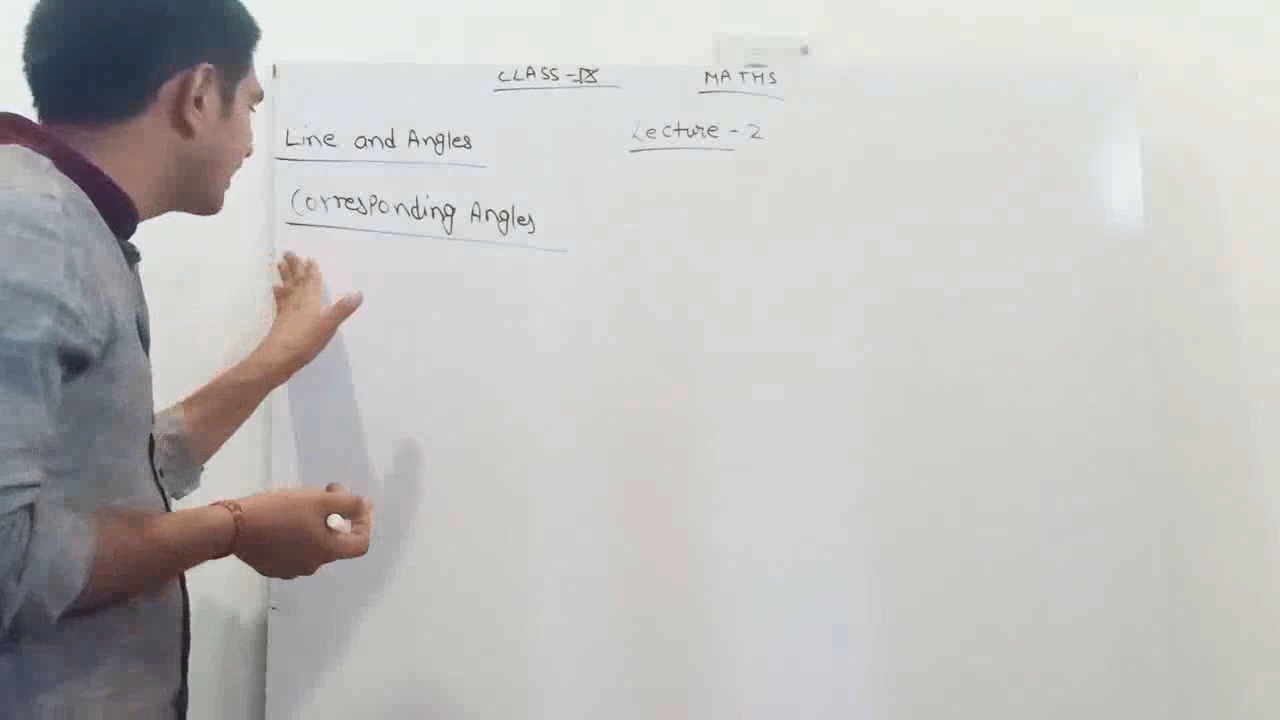 CLASS-IX MATHS
Line and Angles Lecture - 2
Corresponding Angles